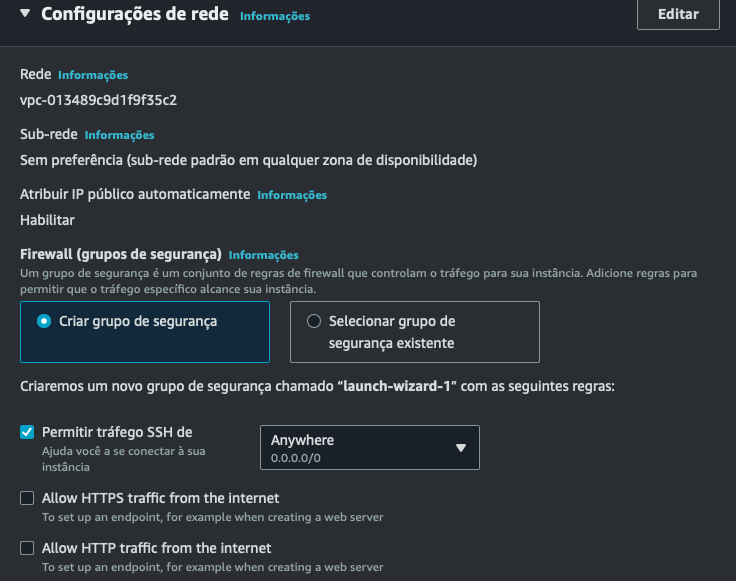 Configurações de rede Informações
Editar
Rede Informações
vpc-013489c9d1f9f35c2
Sub-rede Informações
Sem preferência (sub-rede padrão em qualquer zona de disponibilidade)
Atribuir IP público automaticamente Informações
Habilitar
Firewall (grupos de segurança) Informações
Um grupo de segurança é um conjunto de regras de firewall que controlam o tráfego para sua instância. Adicione regras para
permitir que o tráfego específico alcance sua instância.
Criar grupo de segurança
Selecionar grupo de
segurança existente
Criaremos um novo grupo de segurança chamado “launch-wizard-1” com as seguintes regras:
Permitir tráfego SSH de
Ajuda você a se conectar à sua
instância
Anywhere
0.0.0.0/0
Allow HTTPS traffic from the internet
To set up an endpoint, for example when creating a web server
Allow HTTP traffic from the internet
To set up an endpoint, for example when creating a web server